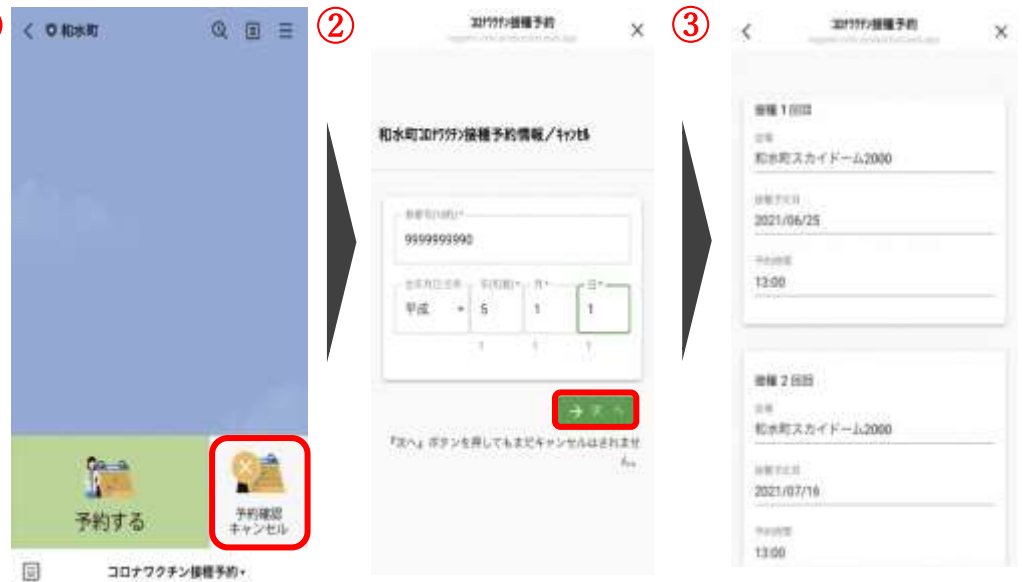 和水町
予約する
予約確認
キャンセル
コロナワクチン接種予約▾
②
コロナワクチン接種予約
和水町コロナワクチン接種予約情報/キャンセル
9999999990
平成
5
1
1
1
1
1
→ 次へ
『次へ』ボタンを押してもまだキャンセルはされませ
ん。
③
コロナワクチン接種予約
接種1回目
会場
和水町スカイドーム2000
接種予定日
2021/06/25
予約時間
13:00
接種2回目
会場
和水町スカイドーム2000
接種予定日
2021/07/16
予約時間
13:00